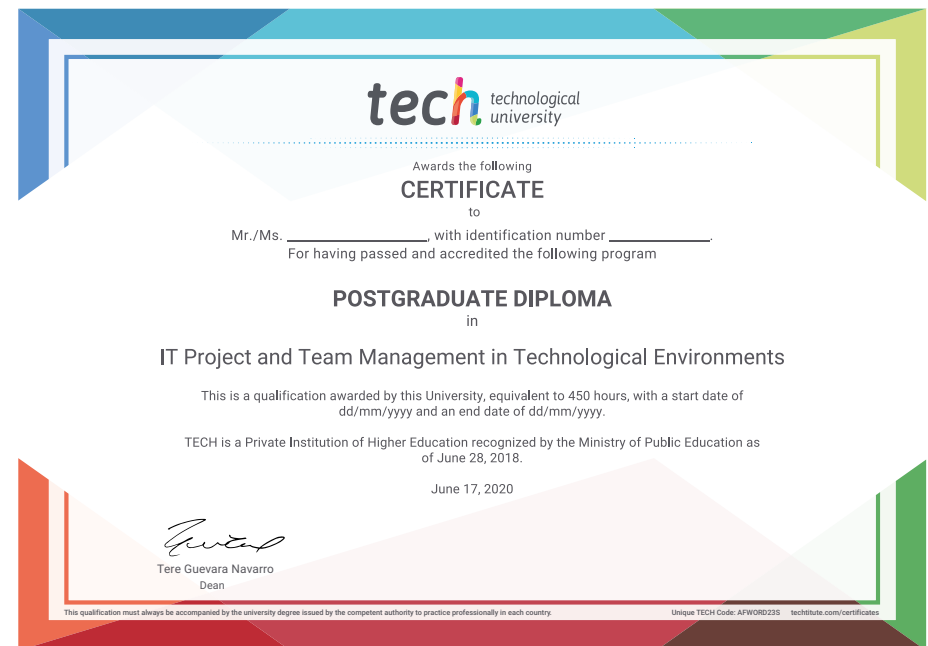 tech technological
university
Awards the following
CERTIFICATE
to
Mr./Ms. ____________________, with identification number ______________.
For having passed and accredited the following program
POSTGRADUATE DIPLOMA
in
IT Project and Team Management in Technological Environments
This is a qualification awarded by this University, equivalent to 450 hours, with a start date of
dd/mm/yyyy and an end date of dd/mm/yyyy.
TECH is a Private Institution of Higher Education recognized by the Ministry of Public Education as
of June 28, 2018.
June 17, 2020
Tere Guevara Navarro
Dean
This qualification must always be accompanied by the university degree issued by the competent authority to practice professionally in each country.
Unique TECH Code: AFWORD23S techtitute.com/certificates